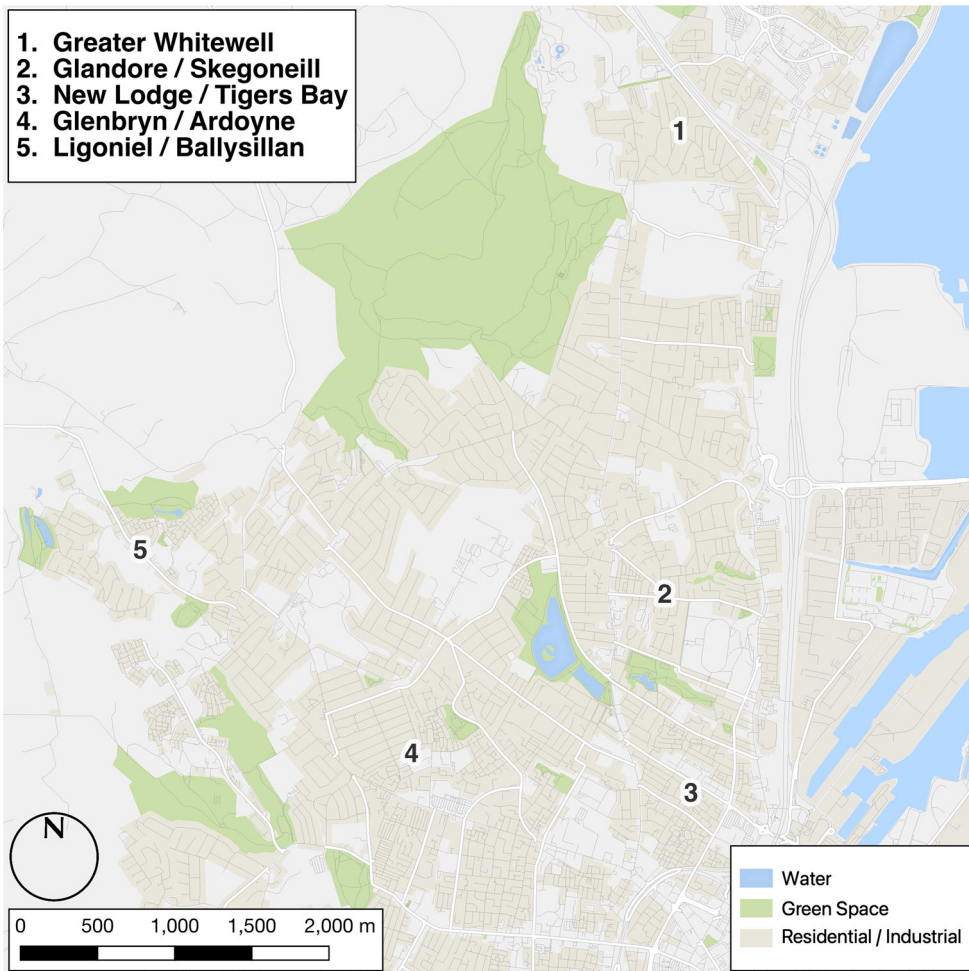 1. Greater Whitewell
2. Glandore / Skegoneill
3. New Lodge / Tigers Bay
4. Glenbryn / Ardoyne
5. Ligoniel / Ballysillan
1
2
5
4
3
N
0 500 1,000 1,500 2,000 m
Water
Green Space
Residential / Industrial